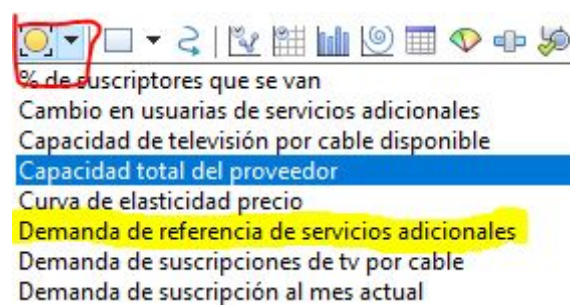 % de suscriptores que se van
Cambio en usuarias de servicios adicionales
Capacidad de televisión por cable disponible
Capacidad total del proveedor
Curva de elasticidad precio
Demanda de referencia de servicios adicionales
Demanda de suscripciones de tv por cable
Demanda de suscripción al mes actual